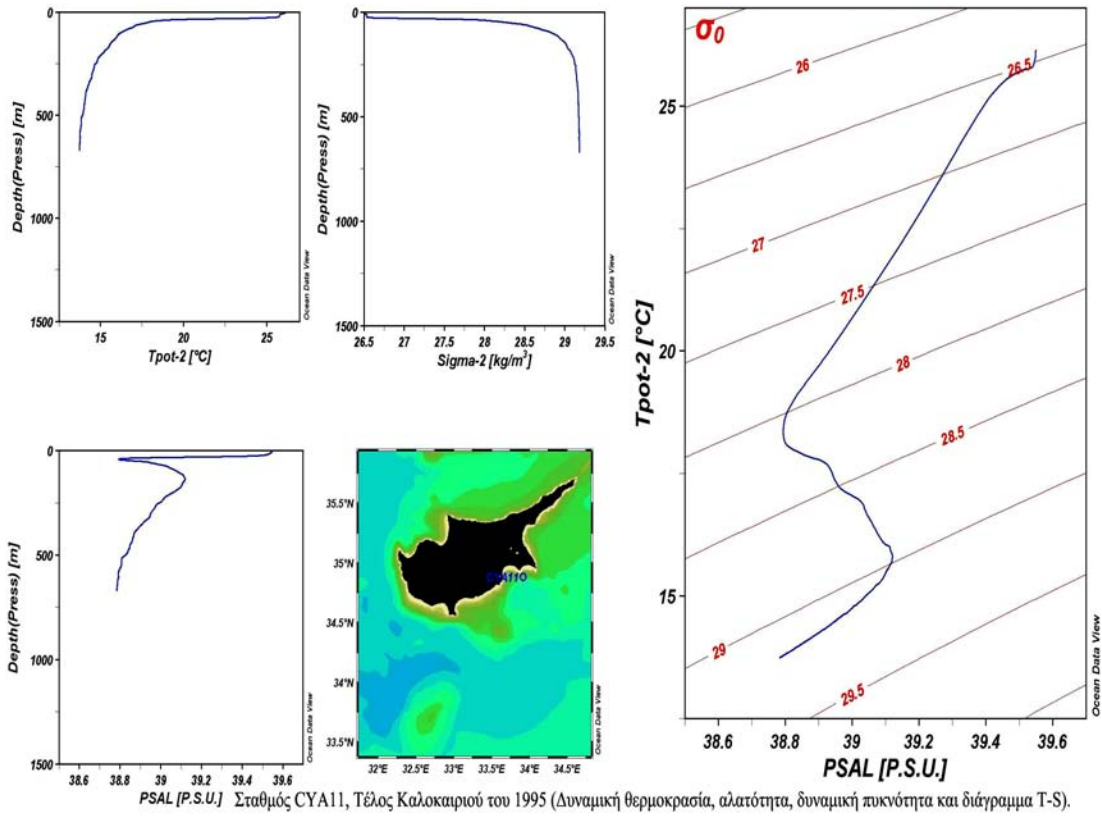 0
500
1000
1500
Depth(Press) [m]
15
20
25
Tpot-2 [°C]
Ocean Data View
0
500
1000
1500
Depth(Press) [m]
26.5
27
27.5
28
28.5
29
29.5
Sigma-2 [kg/m³]
Ocean Data View
σ₀
26
26.5
27
27.5
28
28.5
29
29.5
25
20
15
Tpot-2 [°C]
38.6
38.8
39
39.2
39.4
39.6
PSAL [P.S.U.]
Ocean Data View
0
500
1000
1500
Depth(Press) [m]
38.6
38.8
39
39.2
39.4
39.6
PSAL [P.S.U.]
Ocean Data View
35.5°N
35°N
34.5°N
34°N
33.5°N
32°E
32.5°E
33°E
33.5°E
34°E
34.5°E
Ocean Data View
Σταθμός CYA11, Τέλος Καλοκαιριού του 1995 (Δυναμική θερμοκρασία, αλατότητα, δυναμική πυκνότητα και διάγραμμα T-S).